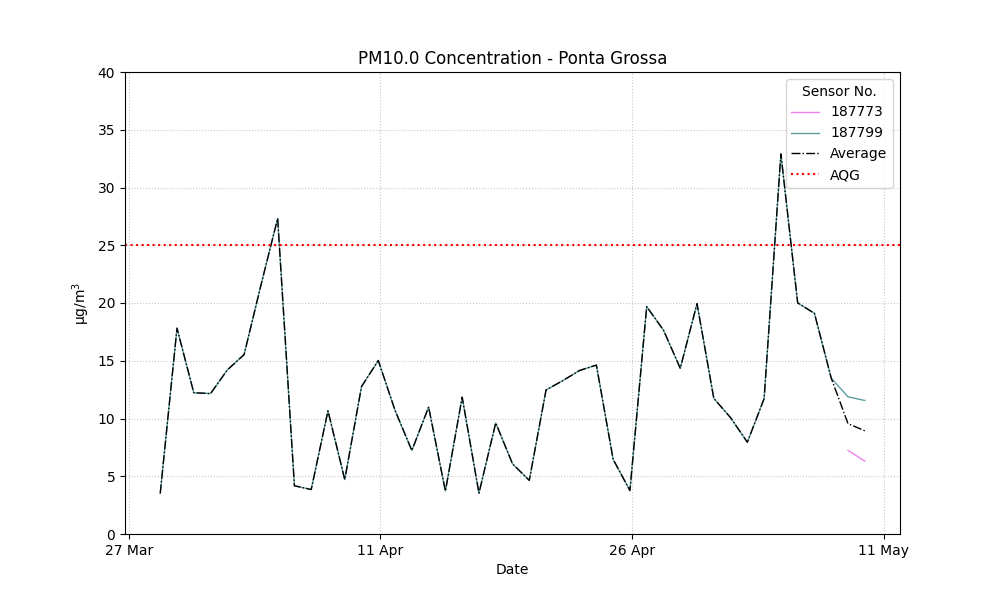 PM10.0 Concentration - Ponta Grossa
40
35
30
25
20
15
10
5
0
µg/m³
27 Mar
11 Apr
26 Apr
11 May
Date
Sensor No.
187773
187799
Average
AQG